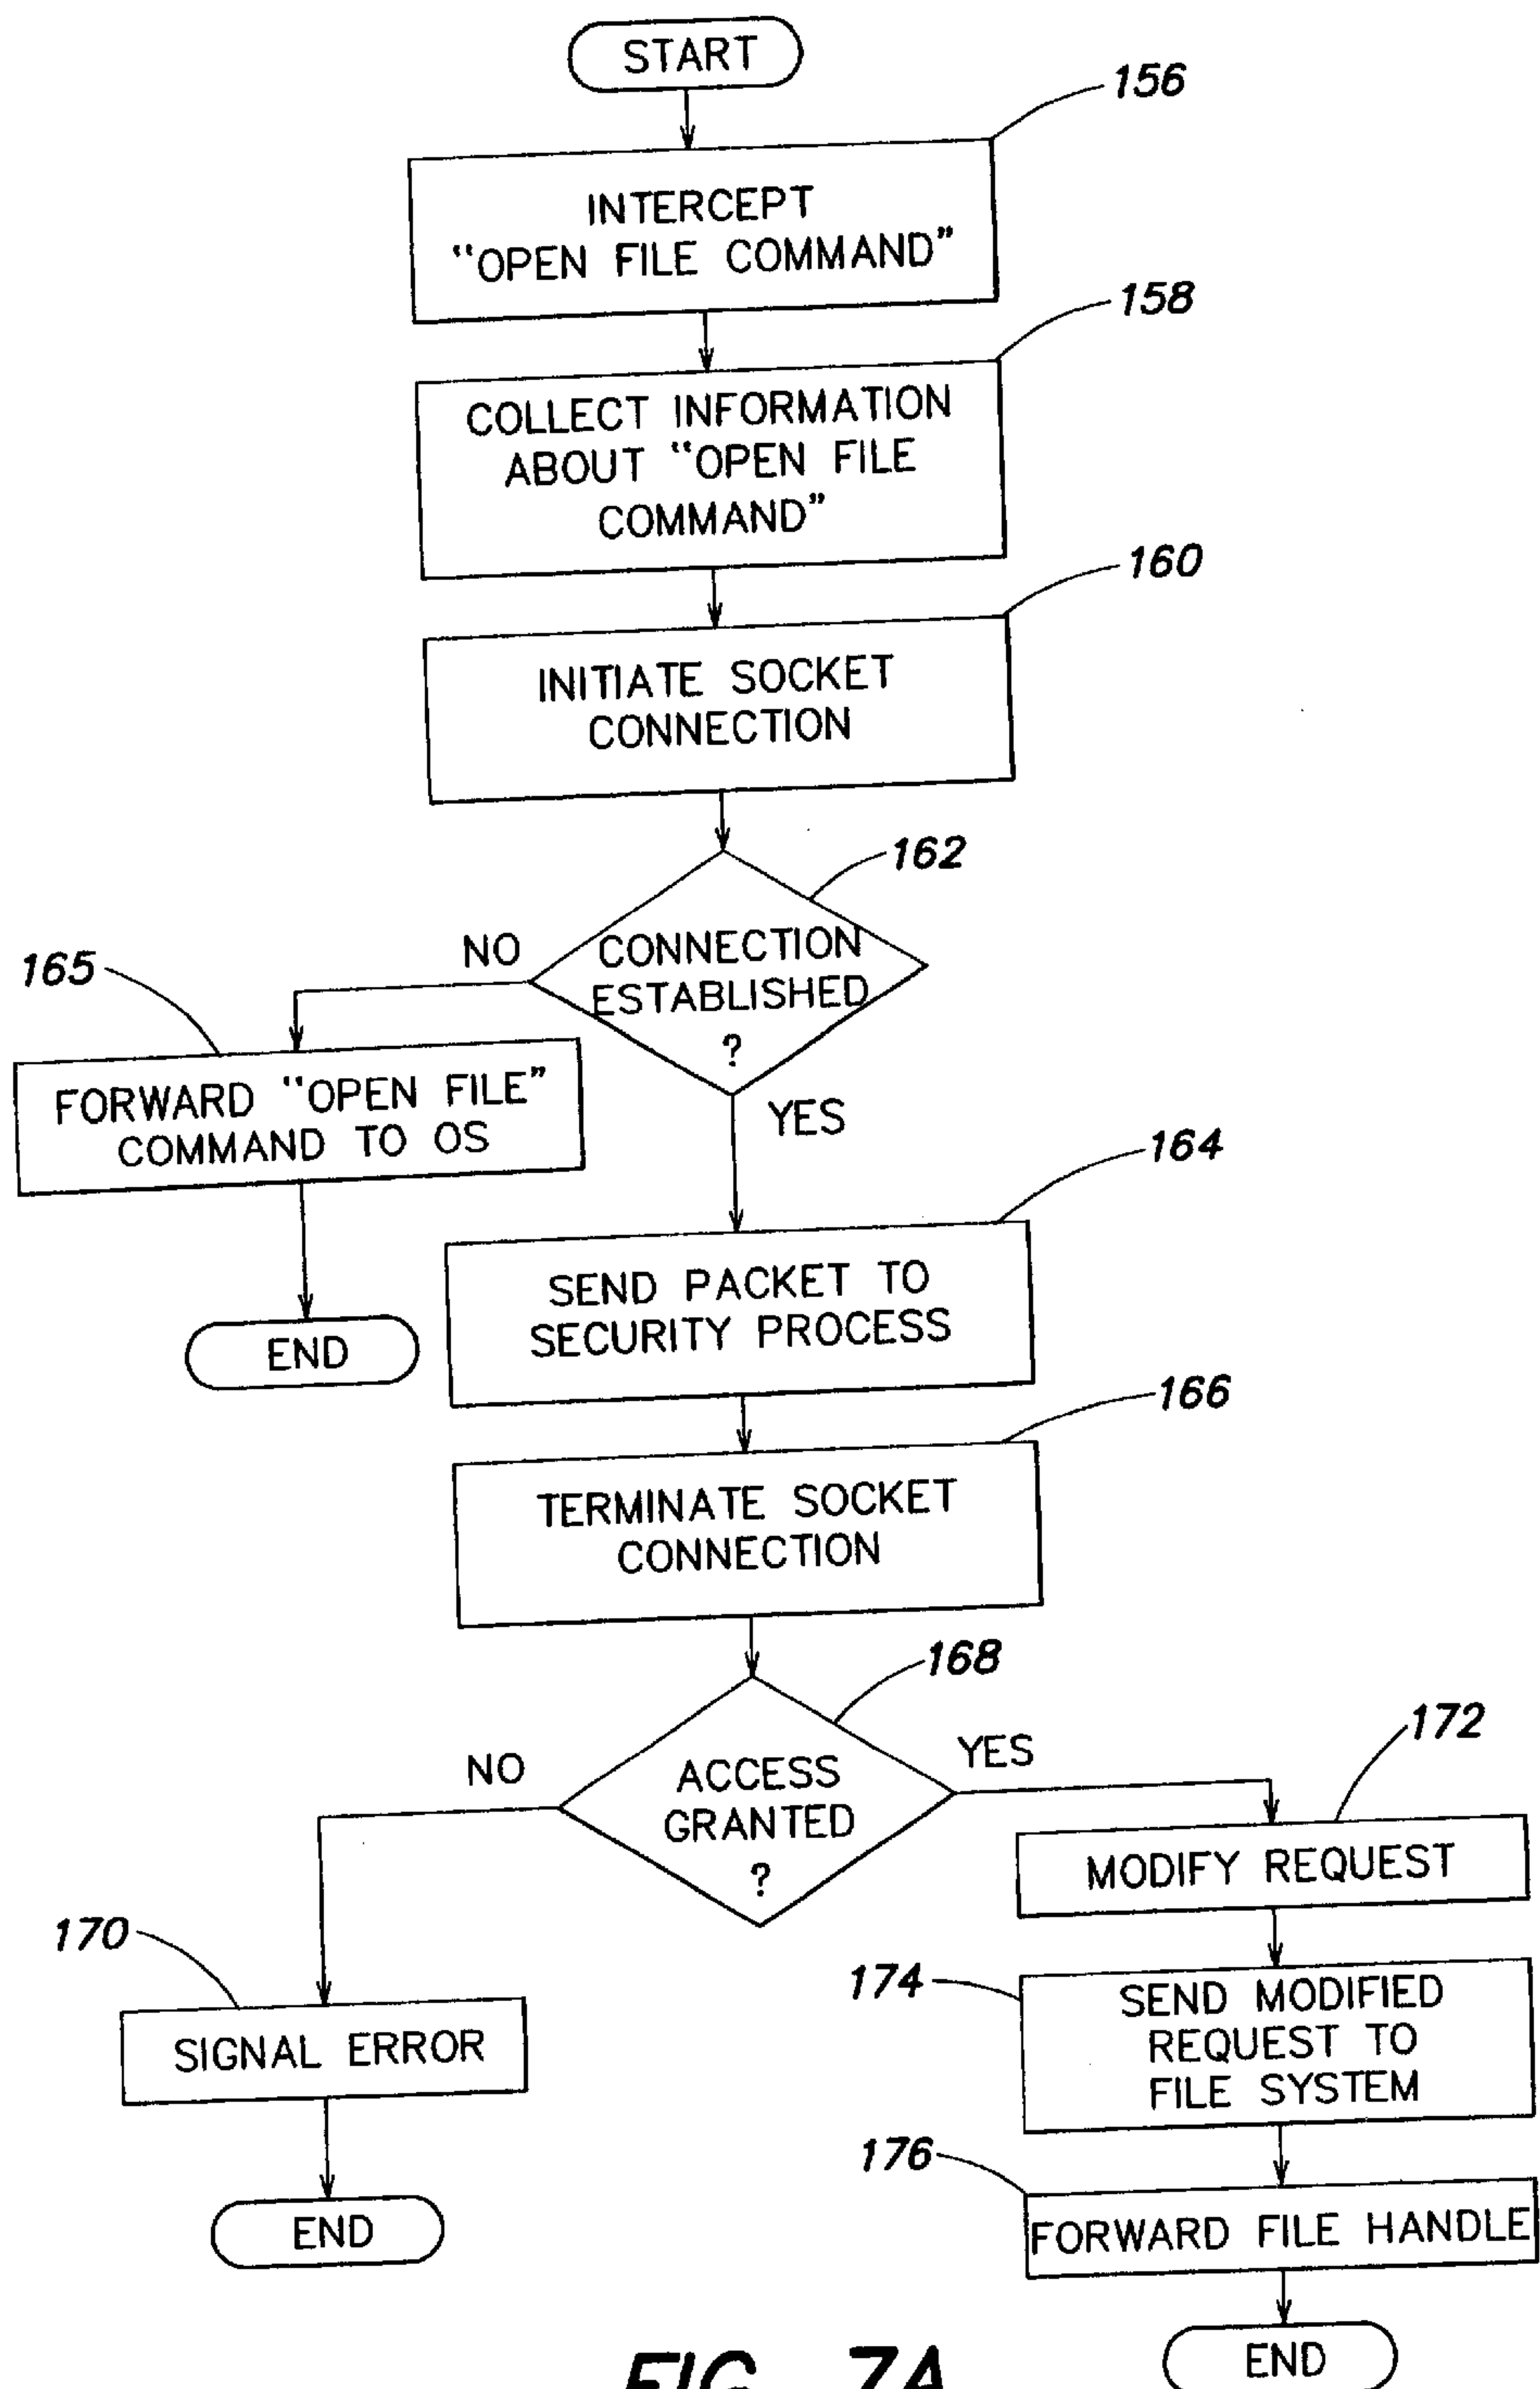 START
156
INTERCEPT
“OPEN FILE COMMAND”
158
COLLECT INFORMATION
ABOUT “OPEN FILE
COMMAND”
160
INITIATE SOCKET
CONNECTION
162
CONNECTION
ESTABLISHED
?
NO
165
FORWARD “OPEN FILE”
COMMAND TO OS
END
YES
164
SEND PACKET TO
SECURITY PROCESS
166
TERMINATE SOCKET
CONNECTION
168
ACCESS
GRANTED
?
NO
170
SIGNAL ERROR
END
YES
172
MODIFY REQUEST
174
SEND MODIFIED
REQUEST TO
FILE SYSTEM
176
FORWARD FILE HANDLE
END
FIG. 7A